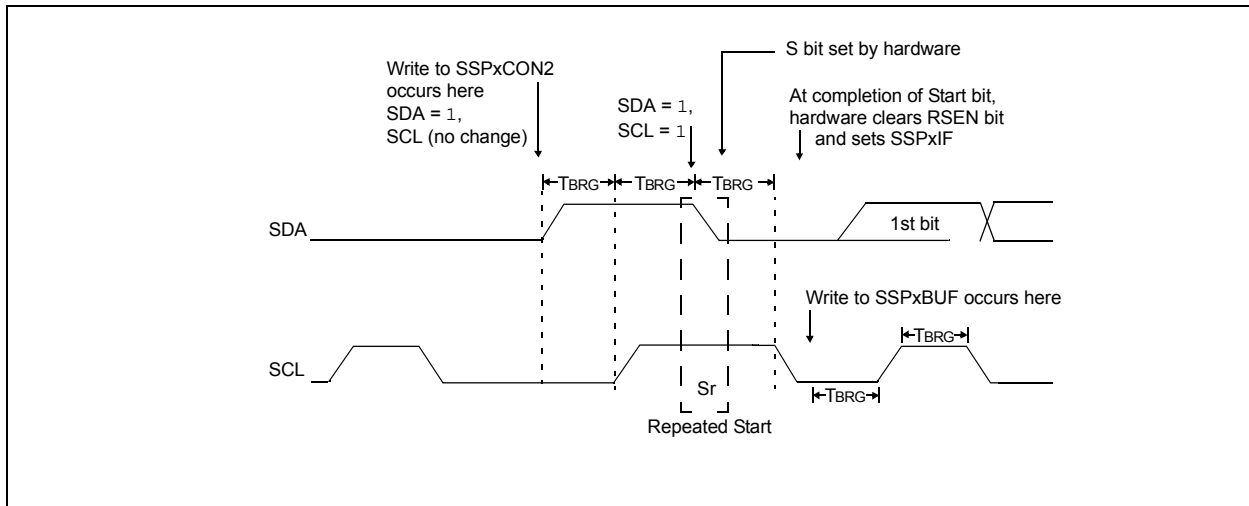 S bit set by hardware
Write to SSPxCON2
occurs here
SDA = 1,
SCL (no change)
SDA = 1,
SCL = 1
At completion of Start bit,
hardware clears RSEN bit
and sets SSPxIF
TBRG TBRG TBRG
SDA
1st bit
Write to SSPxBUF occurs here
TBRG
SCL
Sr
TBRG
Repeated Start